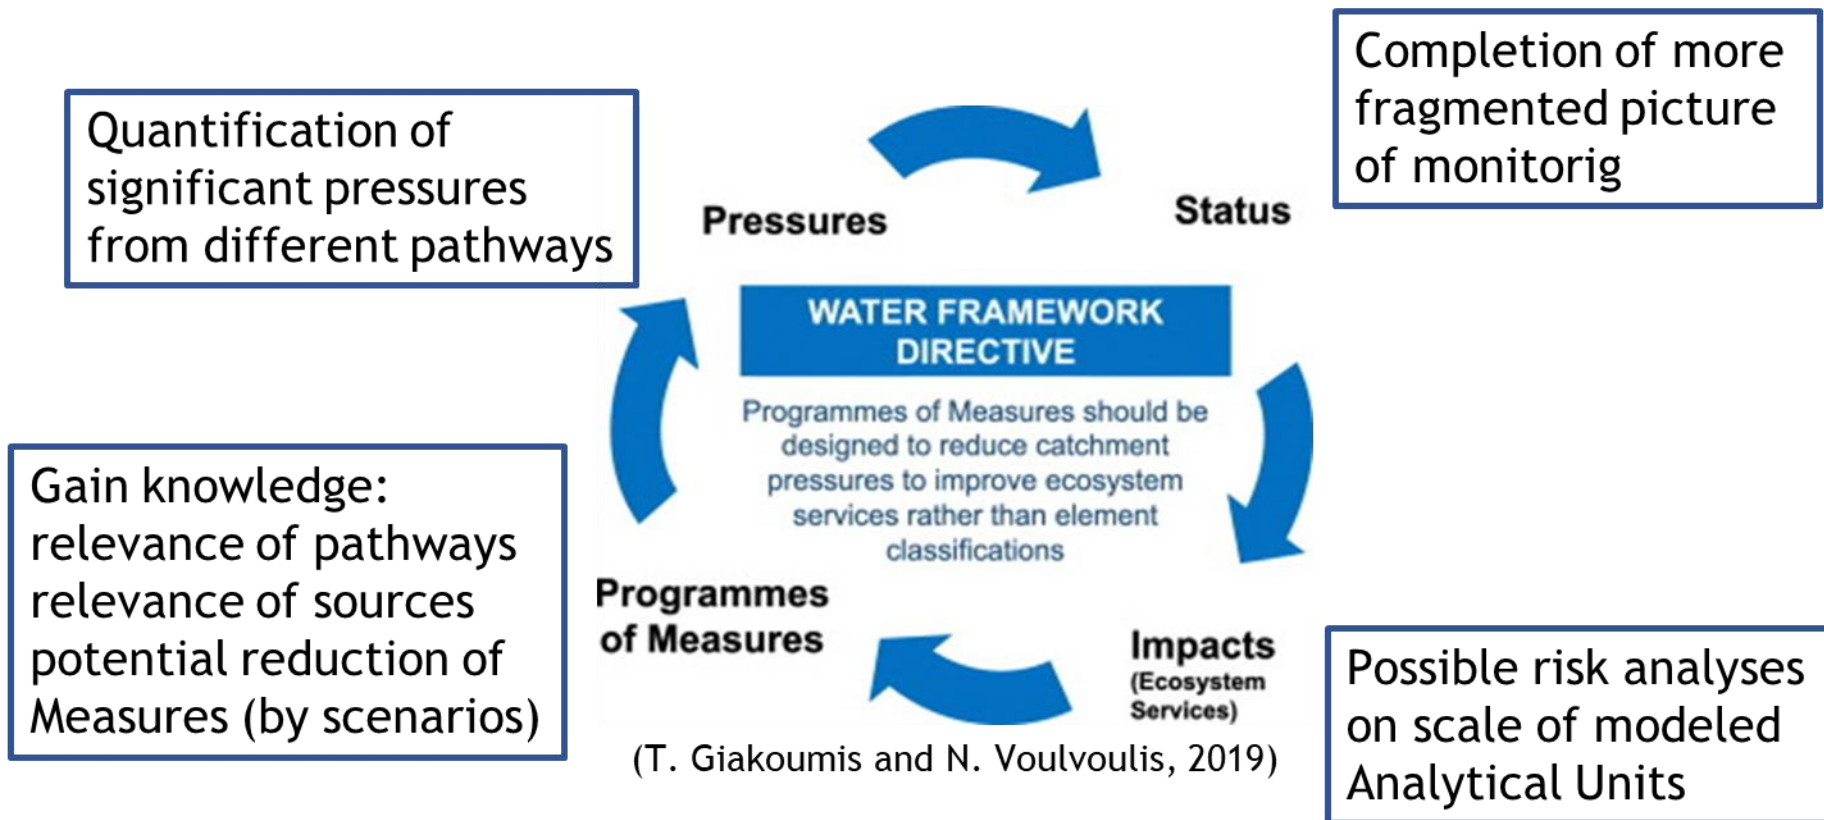 Quantification of
significant pressures
from different pathways
Completion of more
fragmented picture
of monitorig
Pressures
Status
WATER FRAMEWORK
DIRECTIVE
Programmes of Measures should be
designed to reduce catchment
pressures to improve ecosystem
services rather than element
classifications
Gain knowledge:
relevance of pathways
relevance of sources
potential reduction of
Measures (by scenarios)
Programmes
of Measures
Impacts
(Ecosystem
Services)
Possible risk analyses
on scale of modeled
Analytical Units
(T. Giakoumis and N. Voulvoulis, 2019)